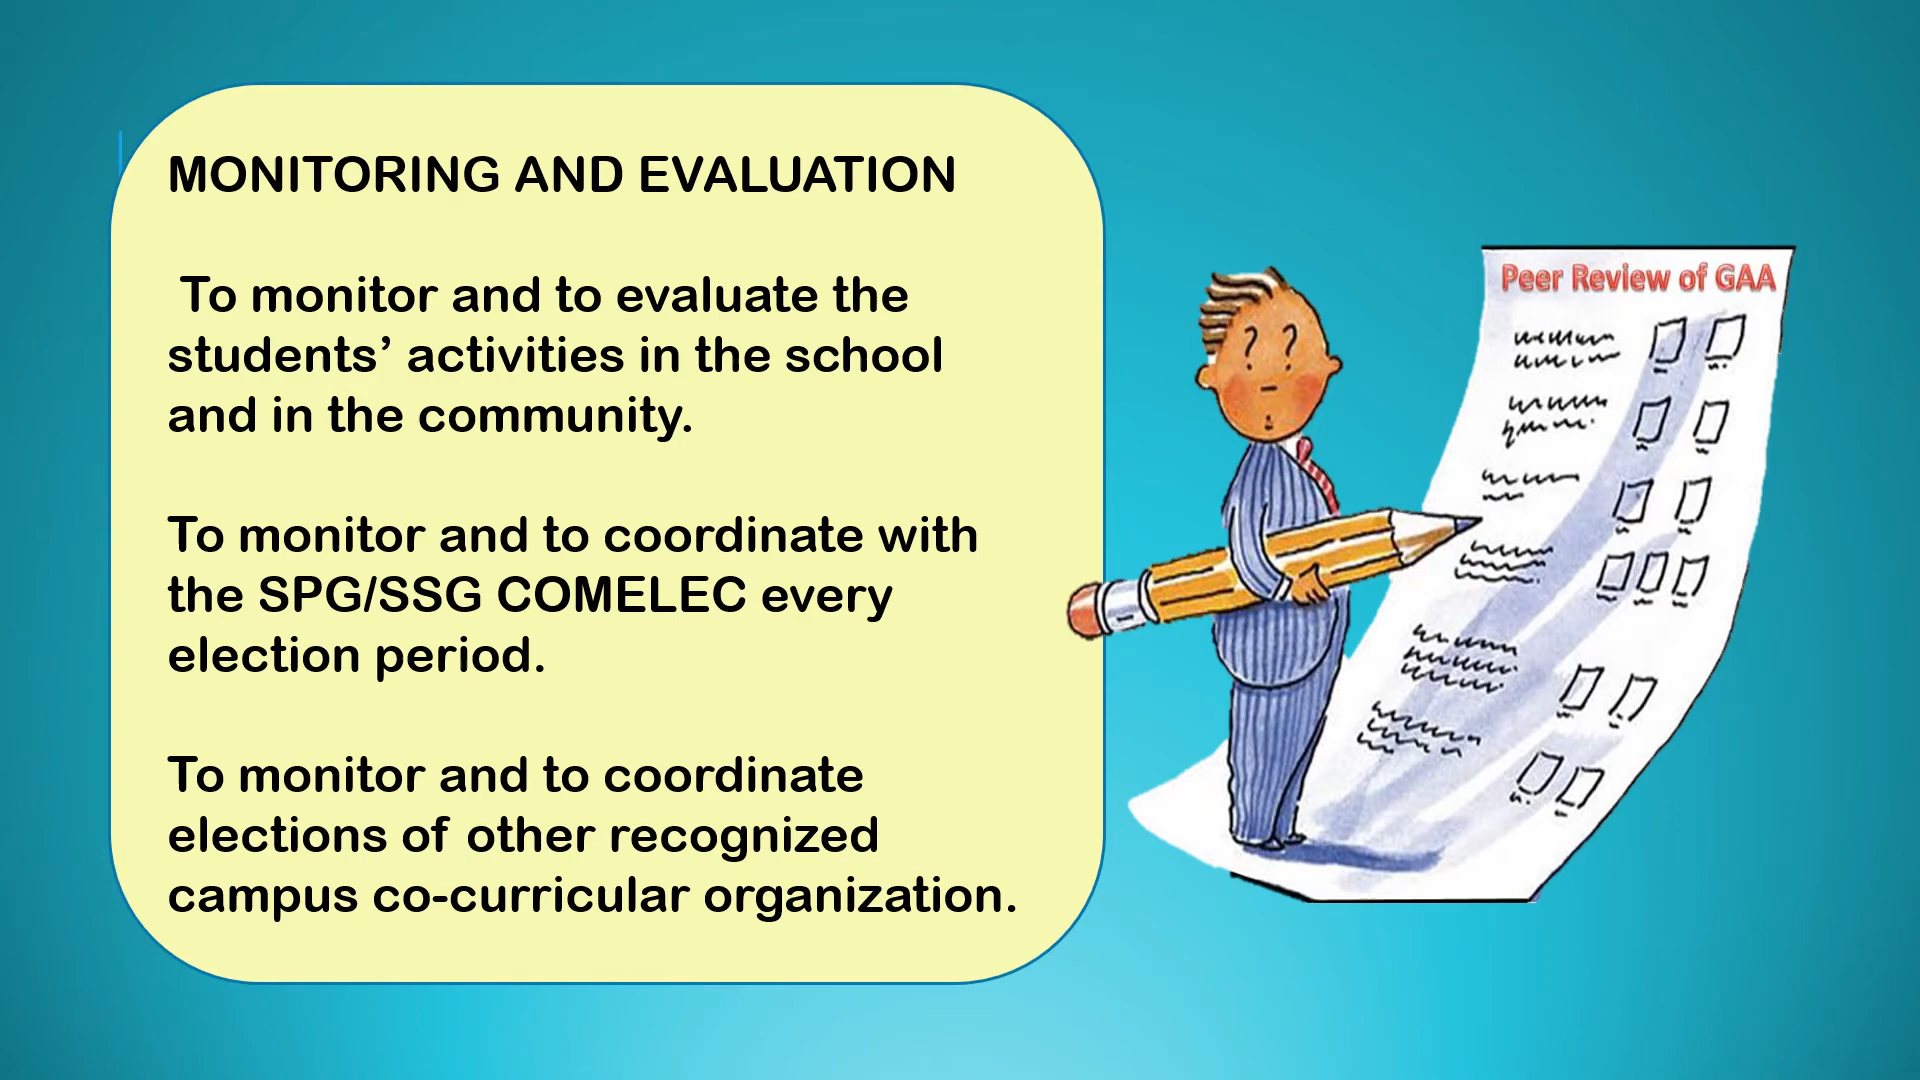 MONITORING AND EVALUATION
To monitor and to evaluate the
students’ activities in the school
and in the community.
To monitor and to coordinate with
the SPG/SSG COMELEC every
election period.
To monitor and to coordinate
elections of other recognized
campus co-curricular organization.
Peer Review of GAA
? ?